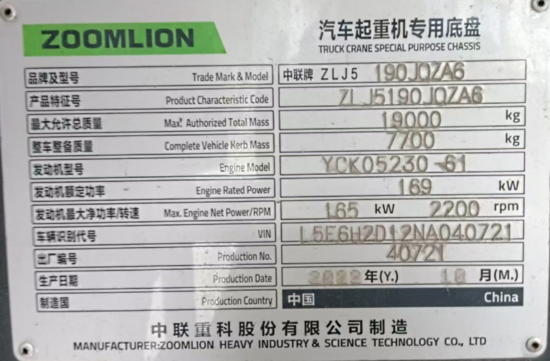 ZOOMLION 汽车起重机专用底盘
TRUCK CRANE SPECIAL PURPOSE CHASSIS
品牌及型号 Trade Mark & Model 中联牌 ZLJ5 190JQZA6
产品特征号 Product Characteristic Code ZLJ5190JQZA6
最大允许总质量 Max. Authorized Total Mass 19000 kg
整车整备质量 Complete Vehicle Kerb Mass 7700 kg
发动机型号 Engine Model YCK05230-61
发动机额定功率 Engine Rated Power 169 kW
发动机最大净功率/转速 Max. Engine Net Power/RPM 165 kW 2200 rpm
车辆识别代号 VIN L5E6H2D12NA040721
出厂编号 Production No. 40721
生产日期 Production Date 2022 年(Y.) 10 月(M.)
制造国 Production Country 中国 China
中联重科股份有限公司制造
MANUFACTURER:ZOOMLION HEAVY INDUSTRY & SCIENCE TECHNOLOGY CO., LTD